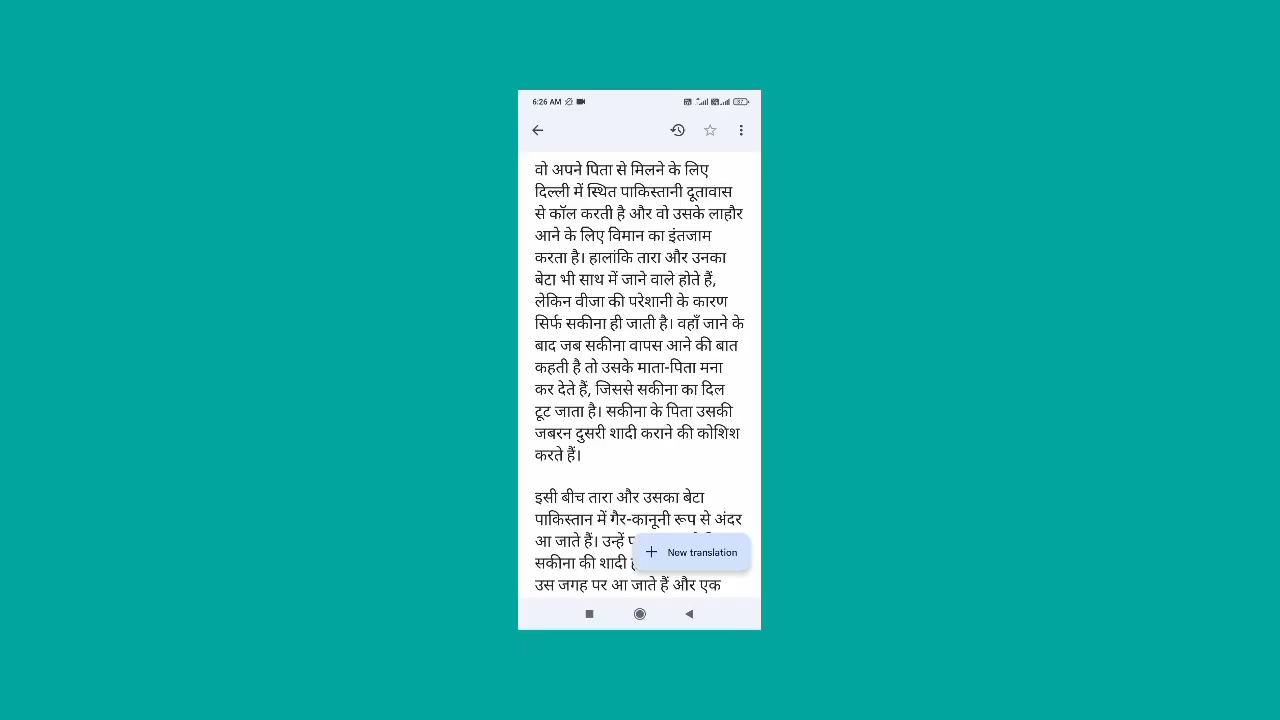 6:26 AM
वो अपने पिता से मिलने के लिए
दिल्ली में स्थित पाकिस्तानी दूतावास
से कॉल करती है और वो उसके लाहौर
आने के लिए विमान का इंतजाम
करता है। हालांकि तारा और उनका
बेटा भी साथ में जाने वाले होते हैं,
लेकिन वीजा की परेशानी के कारण
सिर्फ सकीना ही जाती है। वहाँ जाने के
बाद जब सकीना वापस आने की बात
कहती है तो उसके माता-पिता मना
कर देते हैं, जिससे सकीना का दिल
टूट जाता है। सकीना के पिता उसकी
जबरन दुसरी शादी कराने की कोशिश
करते हैं।
इसी बीच तारा और उसका बेटा
पाकिस्तान में गैर-कानूनी रूप से अंदर
आ जाते हैं। उन्हें
सकीना की शादी
उस जगह पर आ जाते हैं और एक
New translation